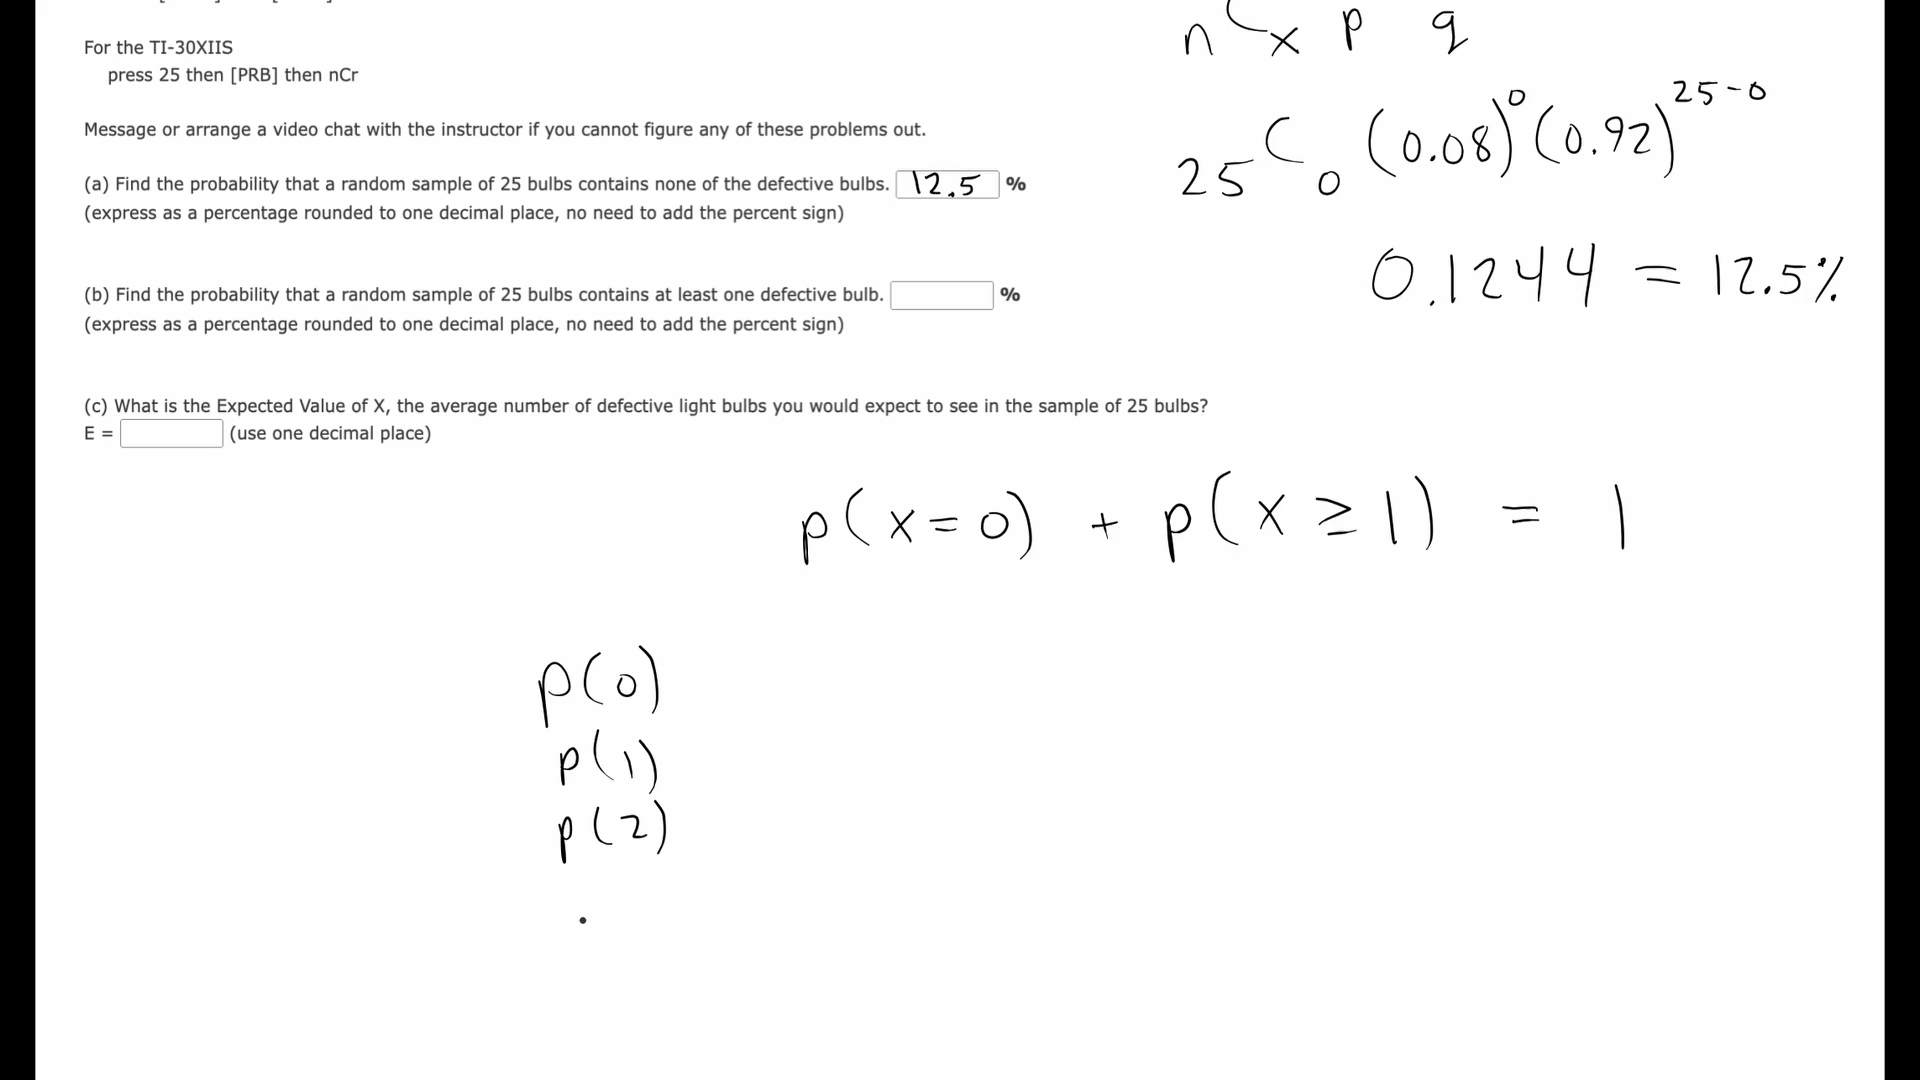 For the TI-30XIIS
press 25 then [PRB] then nCr
Message or arrange a video chat with the instructor if you cannot figure any of these problems out.
(a) Find the probability that a random sample of 25 bulbs contains none of the defective bulbs. 12.5 %
(express as a percentage rounded to one decimal place, no need to add the percent sign)
(b) Find the probability that a random sample of 25 bulbs contains at least one defective bulb. %
(express as a percentage rounded to one decimal place, no need to add the percent sign)
(c) What is the Expected Value of X, the average number of defective light bulbs you would expect to see in the sample of 25 bulbs?
E = (use one decimal place)
n C x p q
25 C 0 (0.08)^0 (0.92)^25-0
0.1244 = 12.5%
p(x=0) + p(x ≥ 1) = 1
p(0)
p(1)
p(2)
.